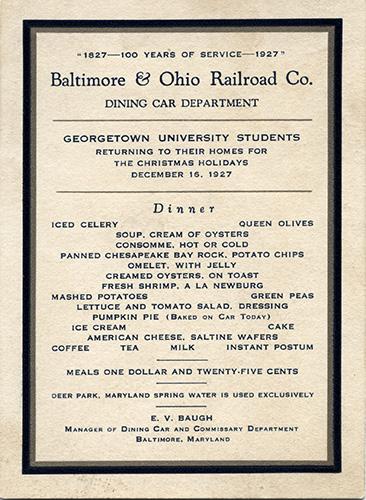 "1827—100 YEARS OF SERVICE—1927"
Baltimore & Ohio Railroad Co.
DINING CAR DEPARTMENT
GEORGETOWN UNIVERSITY STUDENTS
RETURNING TO THEIR HOMES FOR
THE CHRISTMAS HOLIDAYS
DECEMBER 16, 1927
Dinner
ICED CELERY QUEEN OLIVES
SOUP, CREAM OF OYSTERS
CONSOMME, HOT OR COLD
PANNED CHESAPEAKE BAY ROCK, POTATO CHIPS
OMELET, WITH JELLY
CREAMED OYSTERS, ON TOAST
FRESH SHRIMP, A LA NEWBURG
MASHED POTATOES GREEN PEAS
LETTUCE AND TOMATO SALAD, DRESSING
PUMPKIN PIE (BAKED ON CAR TODAY)
ICE CREAM CAKE
AMERICAN CHEESE, SALTINE WAFERS
COFFEE TEA MILK INSTANT POSTUM
MEALS ONE DOLLAR AND TWENTY-FIVE CENTS
DEER PARK, MARYLAND SPRING WATER IS USED EXCLUSIVELY
E. V. BAUGH
MANAGER OF DINING CAR AND COMMISSARY DEPARTMENT
BALTIMORE, MARYLAND